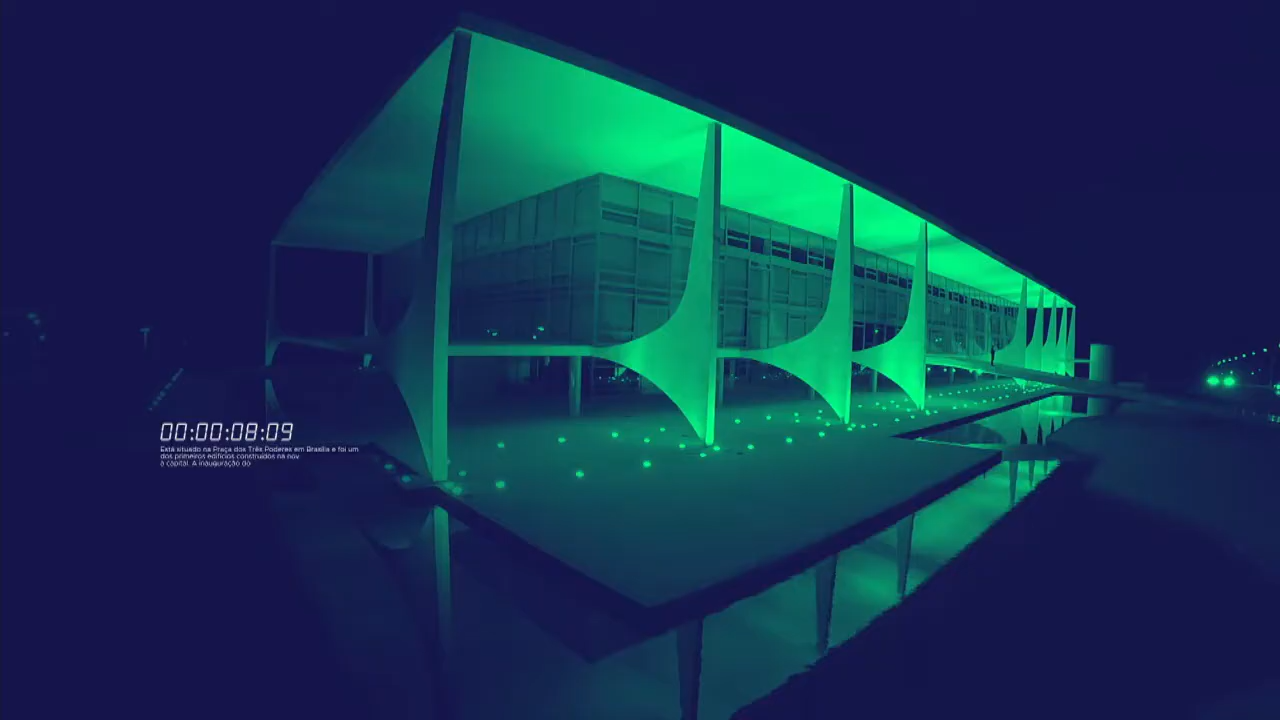 00:00:08:09
Está situado na Praça dos Três Poderes em Brasília e foi um
dos primeiros edifícios construídos na nov
a capital. A inauguração do